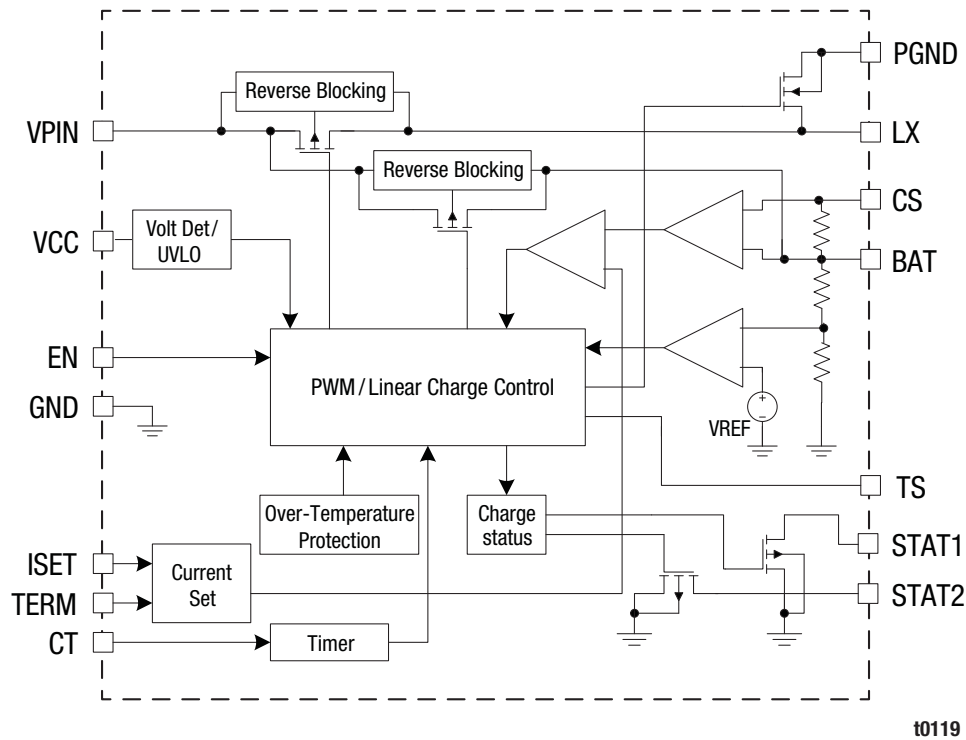 PGND
Reverse Blocking
VPIN
LX
Reverse Blocking
CS
VCC
Volt Det/
UVLO
BAT
EN
PWM/Linear Charge Control
GND
+
–
VREF
TS
Over-Temperature
Protection
Charge
status
STAT1
ISET
Current
Set
TERM
STAT2
CT
Timer
t0119